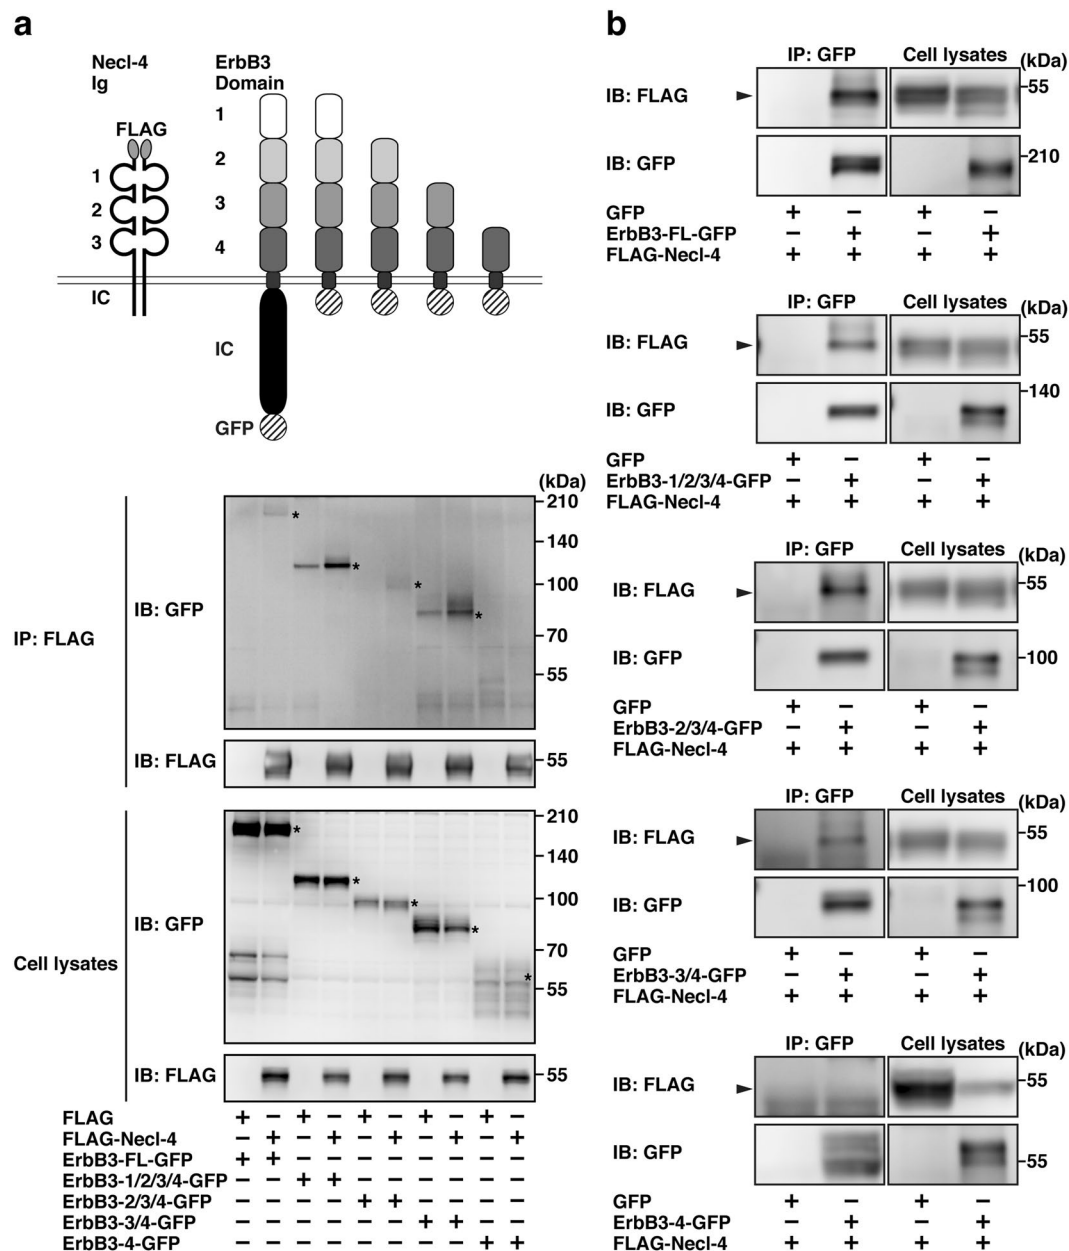 a
Necl-4
Ig
ErbB3
Domain
FLAG
1
2
3
IC
1
2
3
4
IC
GFP
(kDa)
210
140
100
70
55
IP: FLAG
IB: GFP
* * * *
IB: FLAG
55
Cell lysates
IB: GFP
210
140
100
70
55
* * * * *
IB: FLAG
55
FLAG + − + − + − + − + −
FLAG-Necl-4 − + − + − + − + − +
ErbB3-FL-GFP + + − − − − − − − −
ErbB3-1/2/3/4-GFP − − + + − − − − − −
ErbB3-2/3/4-GFP − − − − + + − − − −
ErbB3-3/4-GFP − − − − − − + + − −
ErbB3-4-GFP − − − − − − − − + +
b
IP: GFP Cell lysates (kDa)
IB: FLAG 55
IB: GFP 210
GFP + − + −
ErbB3-FL-GFP − + − +
FLAG-Necl-4 + + + +
IP: GFP Cell lysates (kDa)
IB: FLAG 55
IB: GFP 140
GFP + − + −
ErbB3-1/2/3/4-GFP − + − +
FLAG-Necl-4 + + + +
IP: GFP Cell lysates (kDa)
IB: FLAG 55
IB: GFP 100
GFP + − + −
ErbB3-2/3/4-GFP − + − +
FLAG-Necl-4 + + + +
IP: GFP Cell lysates (kDa)
IB: FLAG 55
IB: GFP 100
GFP + − + −
ErbB3-3/4-GFP − + − +
FLAG-Necl-4 + + + +
IP: GFP Cell lysates (kDa)
IB: FLAG 55
IB: GFP 55
GFP + − + −
ErbB3-4-GFP − + − +
FLAG-Necl-4 + + + +